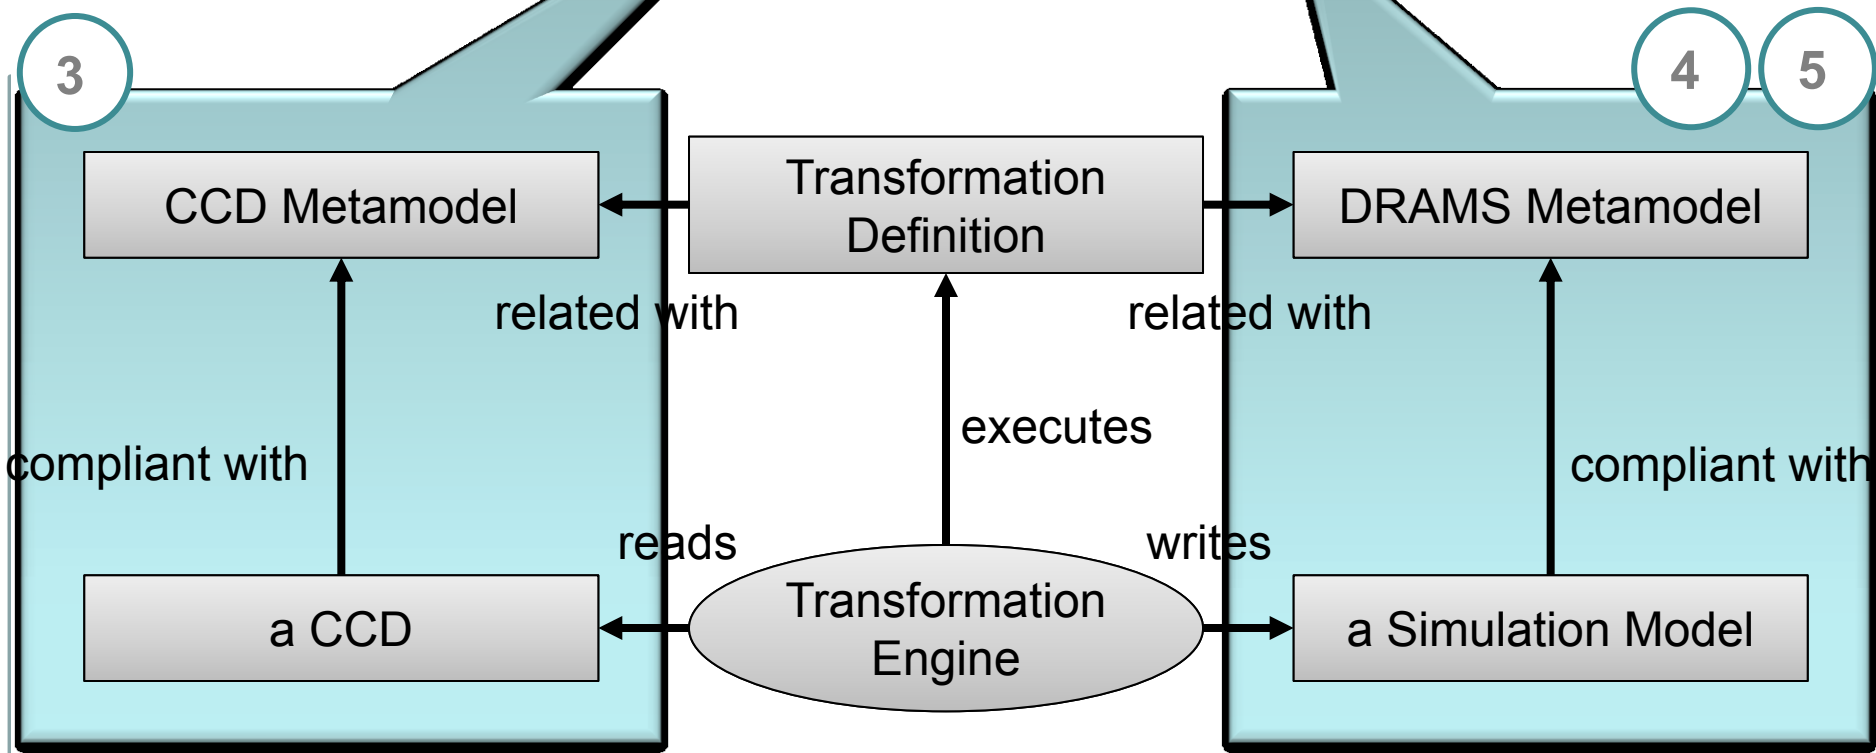 3
4
5
CCD Metamodel
Transformation
Definition
DRAMS Metamodel
related with
related with
executes
compliant with
compliant with
reads
writes
a CCD
Transformation
Engine
a Simulation Model